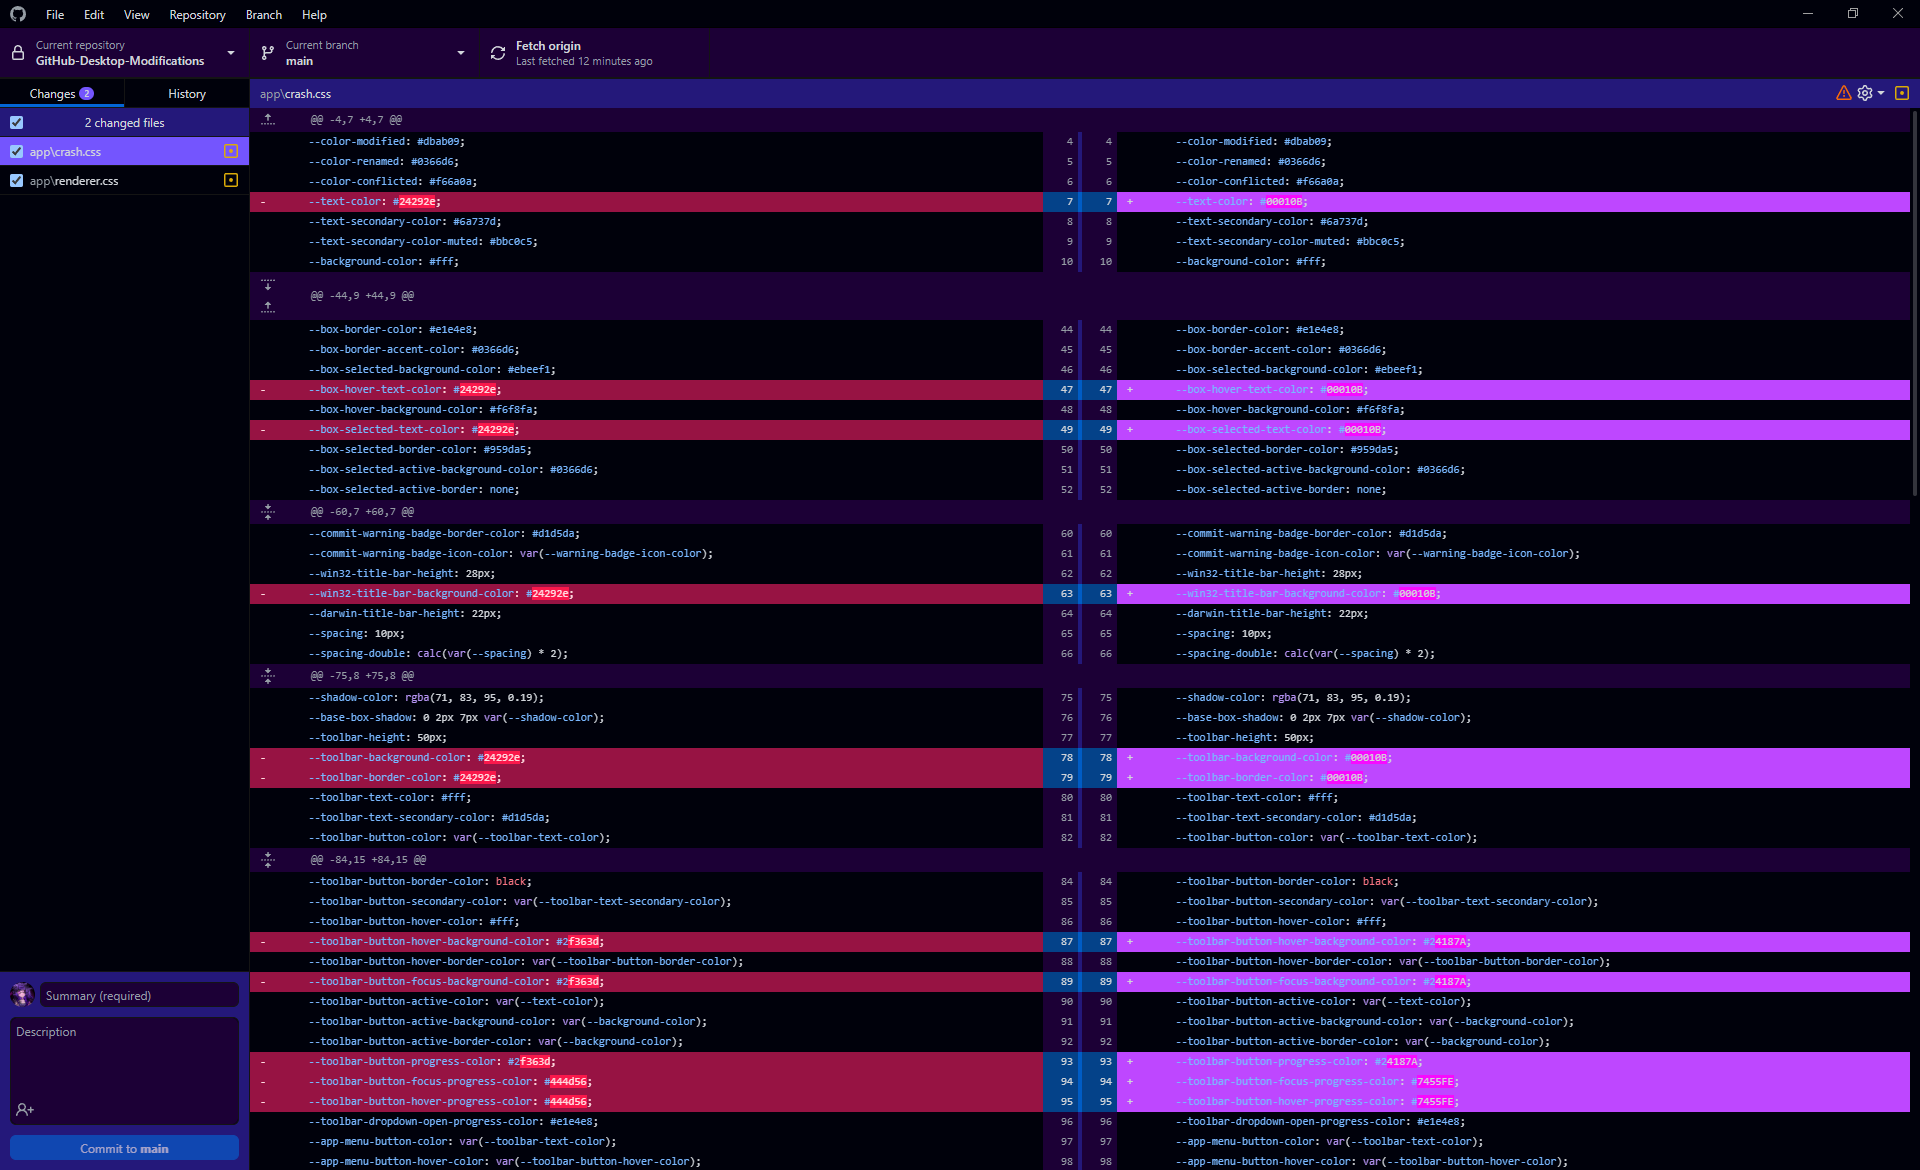 File Edit View Repository Branch Help
Current repository
GitHub-Desktop-Modifications
Current branch
main
Fetch origin
Last fetched 12 minutes ago
Changes 2
History
app\crash.css
2 changed files
app\crash.css
app\renderer.css
@@ -4,7 +4,7 @@
--color-modified: #dbab09; 4 4 --color-modified: #dbab09;
--color-renamed: #0366d6; 5 5 --color-renamed: #0366d6;
--color-conflicted: #f66a0a; 6 6 --color-conflicted: #f66a0a;
- --text-color: #24292e; 7 7 + --text-color: #00010B;
--text-secondary-color: #6a737d; 8 8 --text-secondary-color: #6a737d;
--text-secondary-color-muted: #bbc0c5; 9 9 --text-secondary-color-muted: #bbc0c5;
--background-color: #fff; 10 10 --background-color: #fff;
@@ -44,9 +44,9 @@
--box-border-color: #e1e4e8; 44 44 --box-border-color: #e1e4e8;
--box-border-accent-color: #0366d6; 45 45 --box-border-accent-color: #0366d6;
--box-selected-background-color: #ebeef1; 46 46 --box-selected-background-color: #ebeef1;
- --box-hover-text-color: #24292e; 47 47 + --box-hover-text-color: #00010B;
--box-hover-background-color: #f6f8fa; 48 48 --box-hover-background-color: #f6f8fa;
- --box-selected-text-color: #24292e; 49 49 + --box-selected-text-color: #00010B;
--box-selected-border-color: #959da5; 50 50 --box-selected-border-color: #959da5;
--box-selected-active-background-color: #0366d6; 51 51 --box-selected-active-background-color: #0366d6;
--box-selected-active-border: none; 52 52 --box-selected-active-border: none;
@@ -60,7 +60,7 @@
--commit-warning-badge-border-color: #d1d5da; 60 60 --commit-warning-badge-border-color: #d1d5da;
--commit-warning-badge-icon-color: var(--warning-badge-icon-color); 61 61 --commit-warning-badge-icon-color: var(--warning-badge-icon-color);
--win32-title-bar-height: 28px; 62 62 --win32-title-bar-height: 28px;
- --win32-title-bar-background-color: #24292e; 63 63 + --win32-title-bar-background-color: #00010B;
--darwin-title-bar-height: 22px; 64 64 --darwin-title-bar-height: 22px;
--spacing: 10px; 65 65 --spacing: 10px;
--spacing-double: calc(var(--spacing) * 2); 66 66 --spacing-double: calc(var(--spacing) * 2);
@@ -75,8 +75,8 @@
--shadow-color: rgba(71, 83, 95, 0.19); 75 75 --shadow-color: rgba(71, 83, 95, 0.19);
--base-box-shadow: 0 2px 7px var(--shadow-color); 76 76 --base-box-shadow: 0 2px 7px var(--shadow-color);
--toolbar-height: 50px; 77 77 --toolbar-height: 50px;
- --toolbar-background-color: #24292e; 78 78 + --toolbar-background-color: #00010B;
- --toolbar-border-color: #24292e; 79 79 + --toolbar-border-color: #00010B;
--toolbar-text-color: #fff; 80 80 --toolbar-text-color: #fff;
--toolbar-text-secondary-color: #d1d5da; 81 81 --toolbar-text-secondary-color: #d1d5da;
--toolbar-button-color: var(--toolbar-text-color); 82 82 --toolbar-button-color: var(--toolbar-text-color);
@@ -84,15 +84,15 @@
--toolbar-button-border-color: black; 84 84 --toolbar-button-border-color: black;
--toolbar-button-secondary-color: var(--toolbar-text-secondary-color); 85 85 --toolbar-button-secondary-color: var(--toolbar-text-secondary-color);
--toolbar-button-hover-color: #fff; 86 86 --toolbar-button-hover-color: #fff;
- --toolbar-button-hover-background-color: #2f363d; 87 87 + --toolbar-button-hover-background-color: #24187A;
--toolbar-button-hover-border-color: var(--toolbar-button-border-color); 88 88 --toolbar-button-hover-border-color: var(--toolbar-button-border-color);
- --toolbar-button-focus-background-color: #2f363d; 89 89 + --toolbar-button-focus-background-color: #24187A;
--toolbar-button-active-color: var(--text-color); 90 90 --toolbar-button-active-color: var(--text-color);
--toolbar-button-active-background-color: var(--background-color); 91 91 --toolbar-button-active-background-color: var(--background-color);
--toolbar-button-active-border-color: var(--background-color); 92 92 --toolbar-button-active-border-color: var(--background-color);
- --toolbar-button-progress-color: #2f363d; 93 93 + --toolbar-button-progress-color: #24187A;
- --toolbar-button-focus-progress-color: #444d56; 94 94 + --toolbar-button-focus-progress-color: #7455FE;
- --toolbar-button-hover-progress-color: #444d56; 95 95 + --toolbar-button-hover-progress-color: #7455FE;
--toolbar-dropdown-open-progress-color: #e1e4e8; 96 96 --toolbar-dropdown-open-progress-color: #e1e4e8;
--app-menu-button-color: var(--toolbar-text-color); 97 97 --app-menu-button-color: var(--toolbar-text-color);
--app-menu-button-hover-color: var(--toolbar-button-hover-color); 98 98 --app-menu-button-hover-color: var(--toolbar-button-hover-color);
Summary (required)
Description
Commit to main